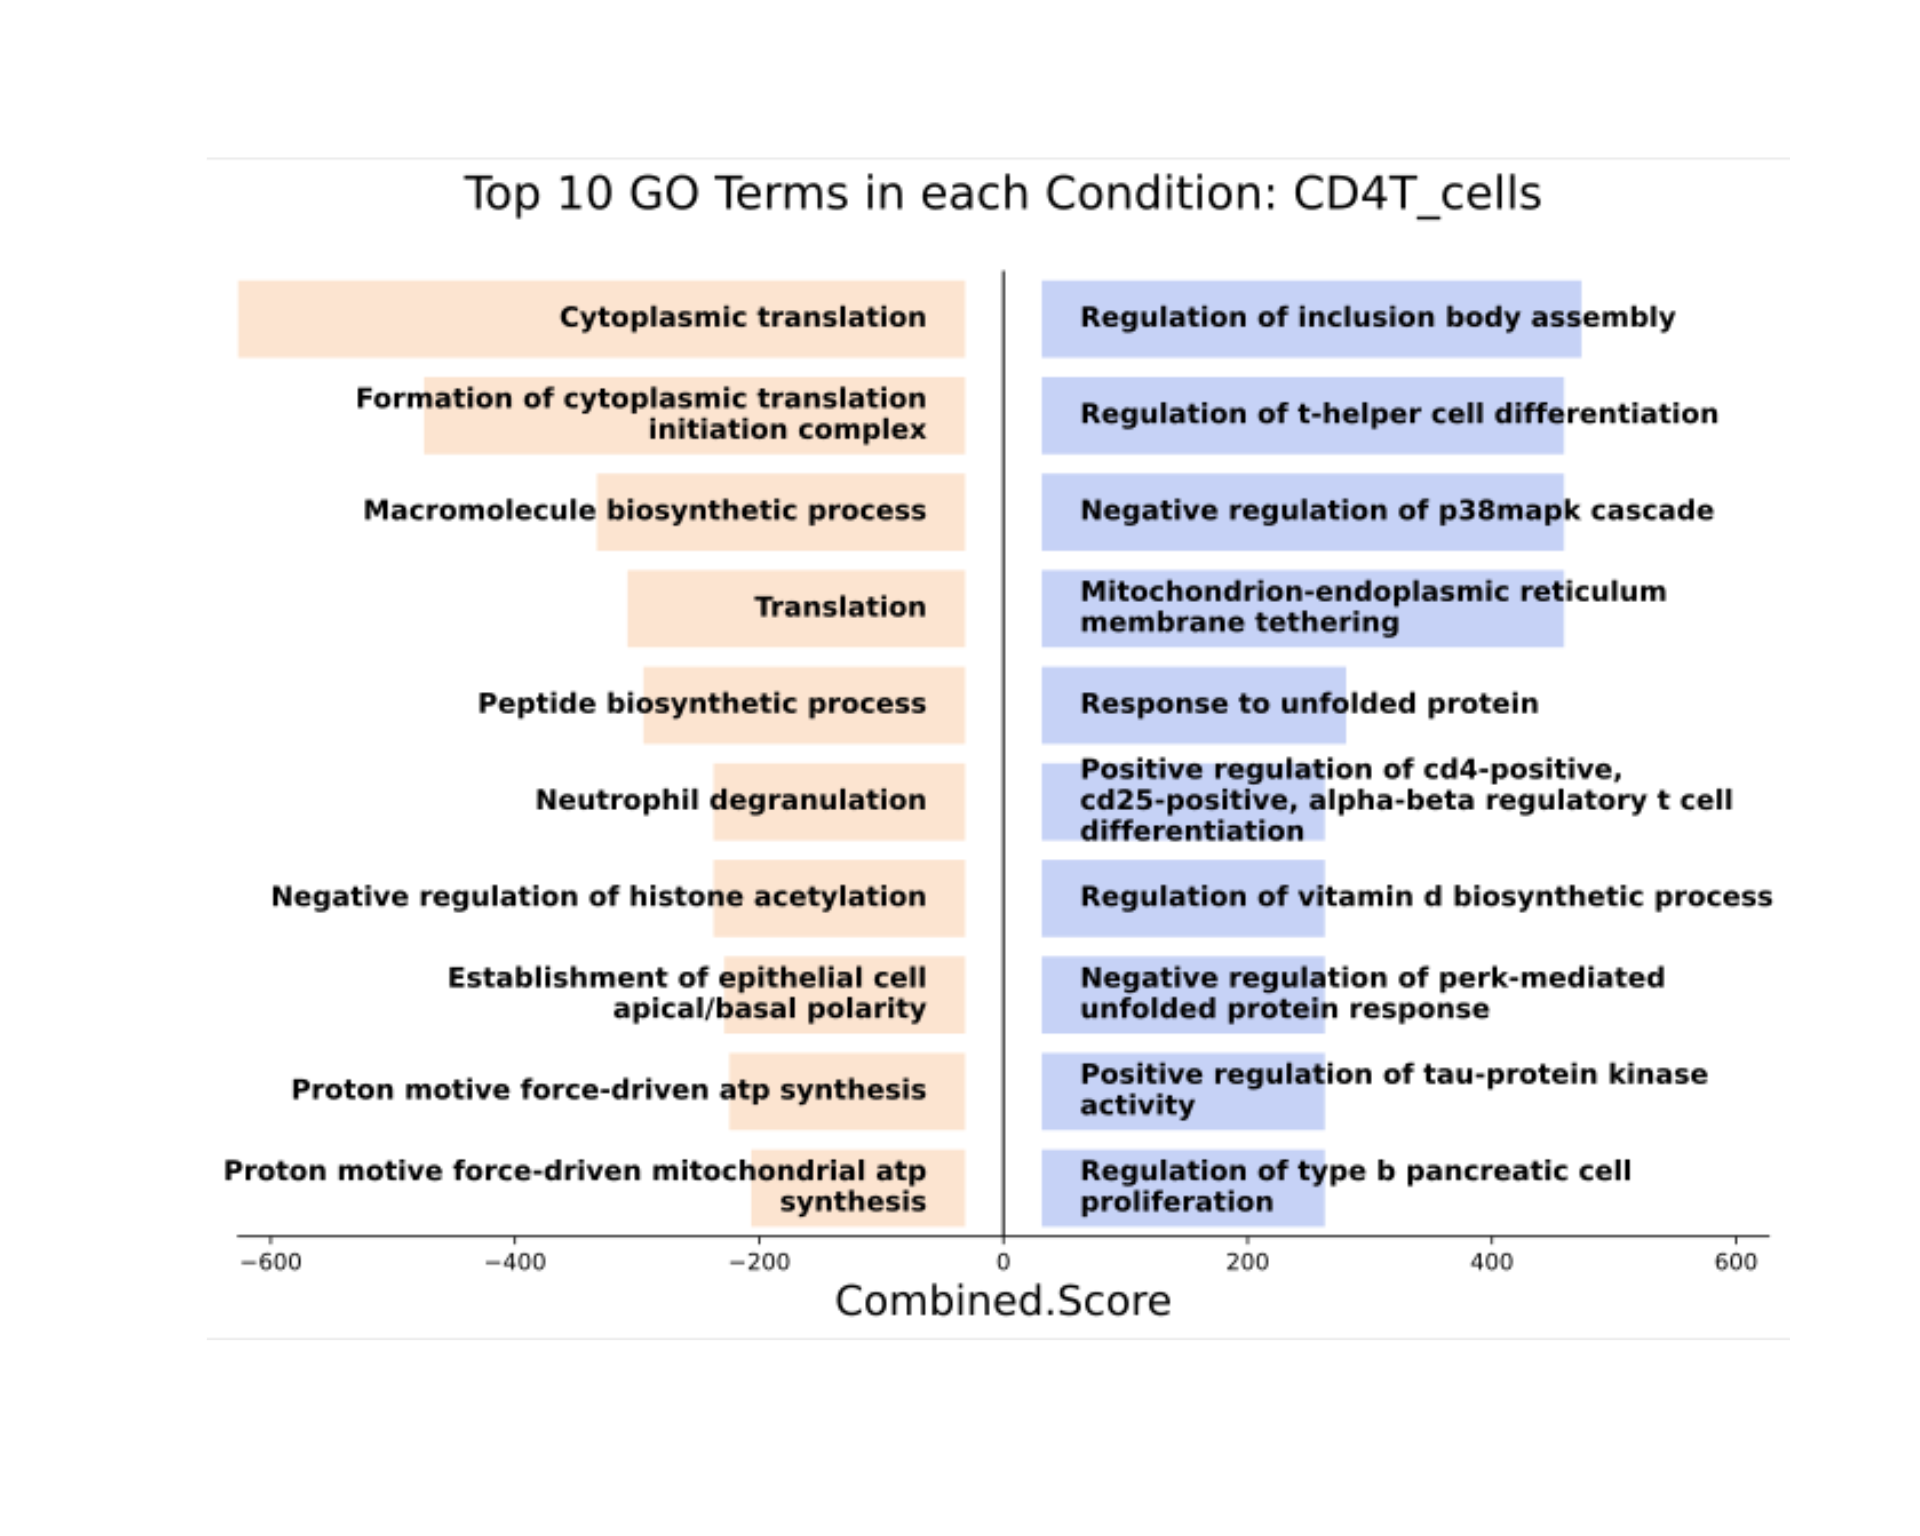 Top 10 GO Terms in each Condition: CD4T_cells
Cytoplasmic translation
Regulation of inclusion body assembly
Formation of cytoplasmic translation
initiation complex
Regulation of t-helper cell differentiation
Macromolecule biosynthetic process
Negative regulation of p38mapk cascade
Translation
Mitochondrion-endoplasmic reticulum
membrane tethering
Peptide biosynthetic process
Response to unfolded protein
Neutrophil degranulation
Positive regulation of cd4-positive,
cd25-positive, alpha-beta regulatory t cell
differentiation
Negative regulation of histone acetylation
Regulation of vitamin d biosynthetic process
Establishment of epithelial cell
apical/basal polarity
Negative regulation of perk-mediated
unfolded protein response
Proton motive force-driven atp synthesis
Positive regulation of tau-protein kinase
activity
Proton motive force-driven mitochondrial atp
synthesis
Regulation of type b pancreatic cell
proliferation
−600 −400 −200 0 200 400 600
Combined.Score